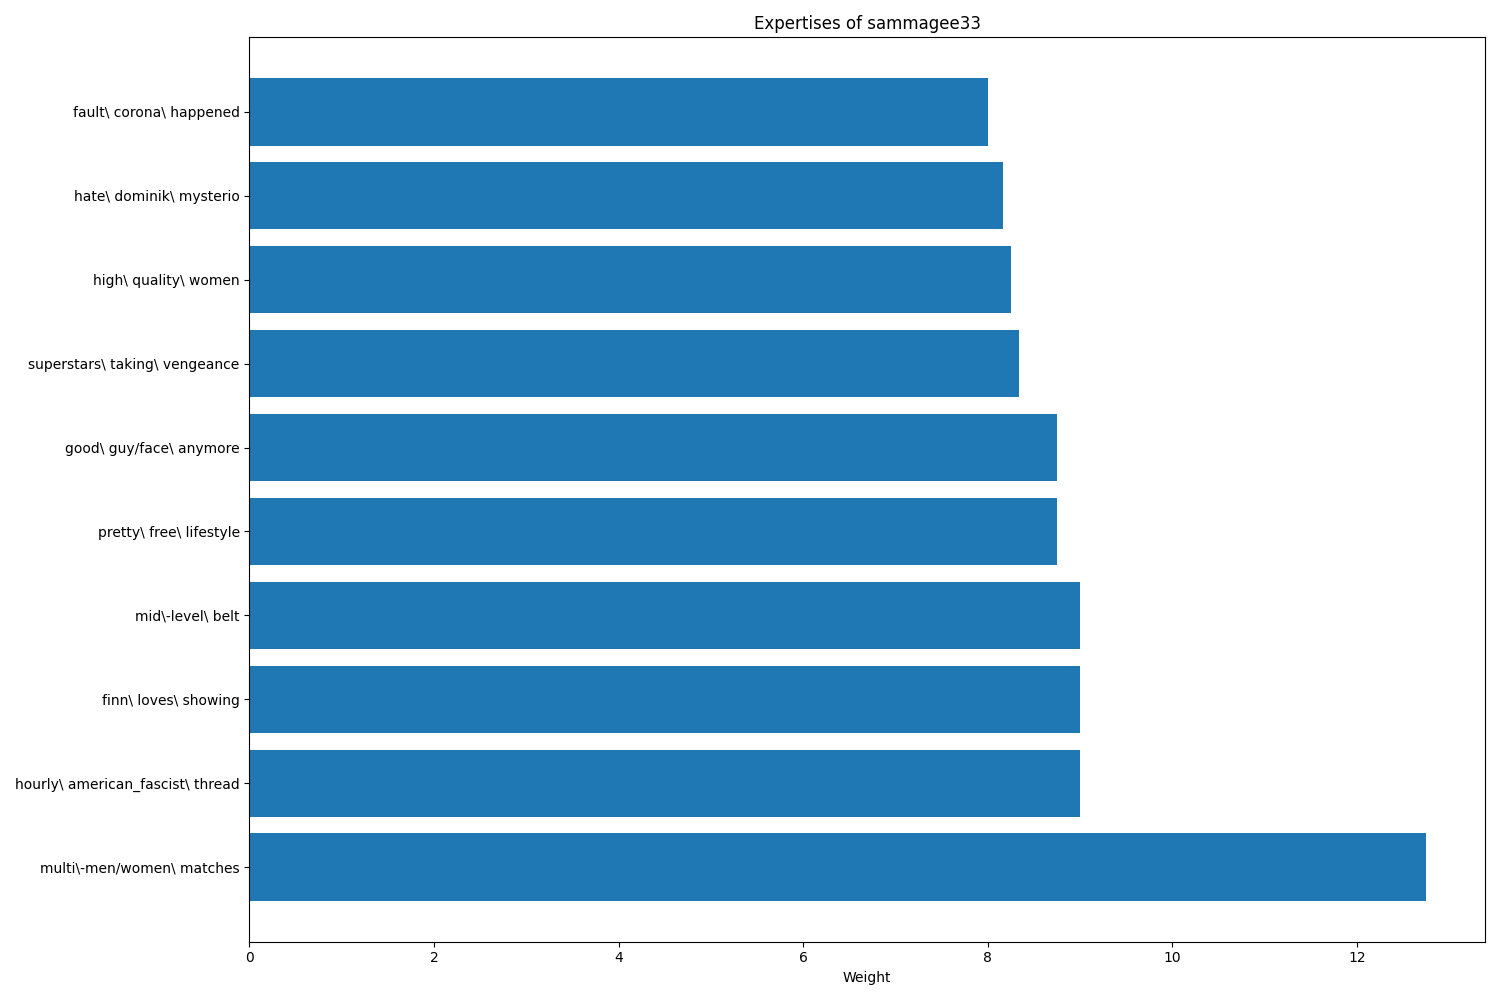 Expertises of sammagee33
fault\ corona\ happened
hate\ dominik\ mysterio
high\ quality\ women
superstars\ taking\ vengeance
good\ guy/face\ anymore
pretty\ free\ lifestyle
mid\-level\ belt
finn\ loves\ showing
hourly\ american_fascist\ thread
multi\-men/women\ matches
0 2 4 6 8 10 12
Weight